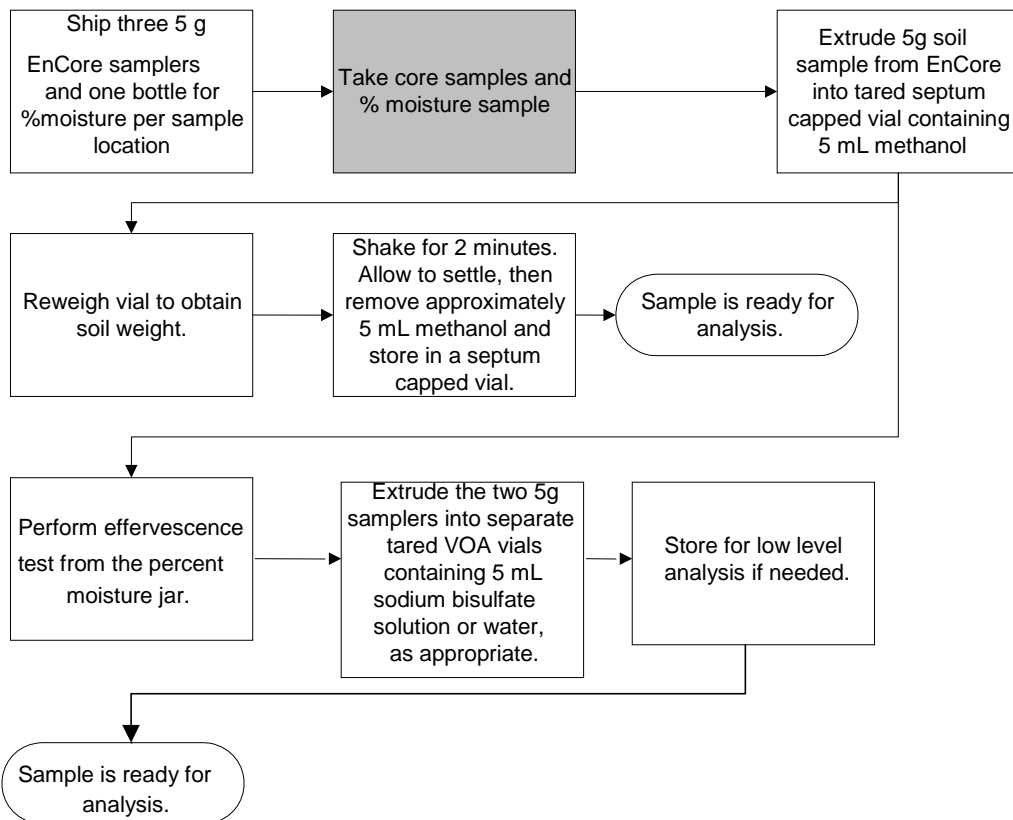 Ship three 5 g
EnCore samplers
and one bottle for
%moisture per sample
location
Take core samples and
% moisture sample
Extrude 5g soil
sample from EnCore
into tared septum
capped vial containing
5 mL methanol
Reweigh vial to obtain
soil weight.
Shake for 2 minutes.
Allow to settle, then
remove approximately
5 mL methanol and
store in a septum
capped vial.
Sample is ready for
analysis.
Perform effervescence
test from the percent
moisture jar.
Extrude the two 5g
samplers into separate
tared VOA vials
containing 5 mL
sodium bisulfate
solution or water,
as appropriate.
Store for low level
analysis if needed.
Sample is ready for
analysis.